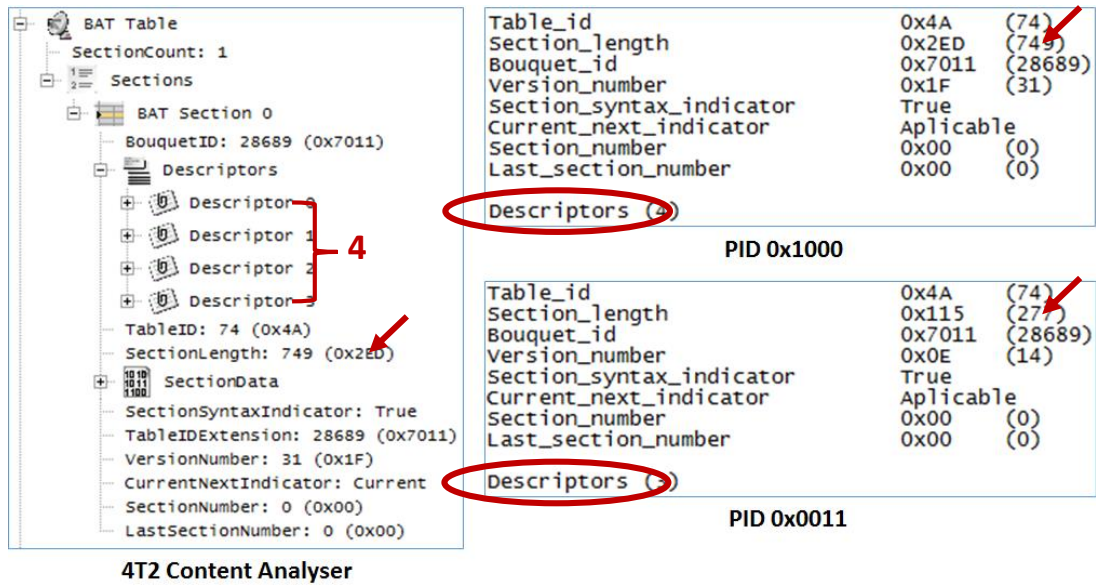 BAT Table
SectionCount: 1
Sections
BAT Section 0
BouquetID: 28689 (0x7011)
Descriptors
Descriptor 0
Descriptor 1
Descriptor 2
Descriptor 3
4
TableID: 74 (0x4A)
SectionLength: 749 (0x2ED)
SectionData
SectionSyntaxIndicator: True
TableIDExtension: 28689 (0x7011)
VersionNumber: 31 (0x1F)
CurrentNextIndicator: Current
SectionNumber: 0 (0x00)
LastSectionNumber: 0 (0x00)
4T2 Content Analyser
Table_id 0x4A (74)
Section_length 0x2ED (749)
Bouquet_id 0x7011 (28689)
Version_number 0x1F (31)
Section_syntax_indicator True
Current_next_indicator Aplicable
Section_number 0x00 (0)
Last_section_number 0x00 (0)
Descriptors (4)
PID 0x1000
Table_id 0x4A (74)
Section_length 0x115 (277)
Bouquet_id 0x7011 (28689)
Version_number 0x0E (14)
Section_syntax_indicator True
Current_next_indicator Aplicable
Section_number 0x00 (0)
Last_section_number 0x00 (0)
Descriptors (3)
PID 0x0011